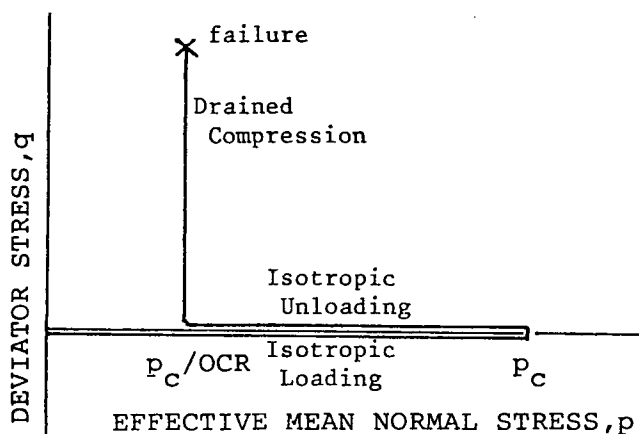 failure
Drained
Compression
DEVIATOR STRESS,q
Isotropic
Unloading
p_c/OCR
Isotropic
Loading
p_c
EFFECTIVE MEAN NORMAL STRESS,p